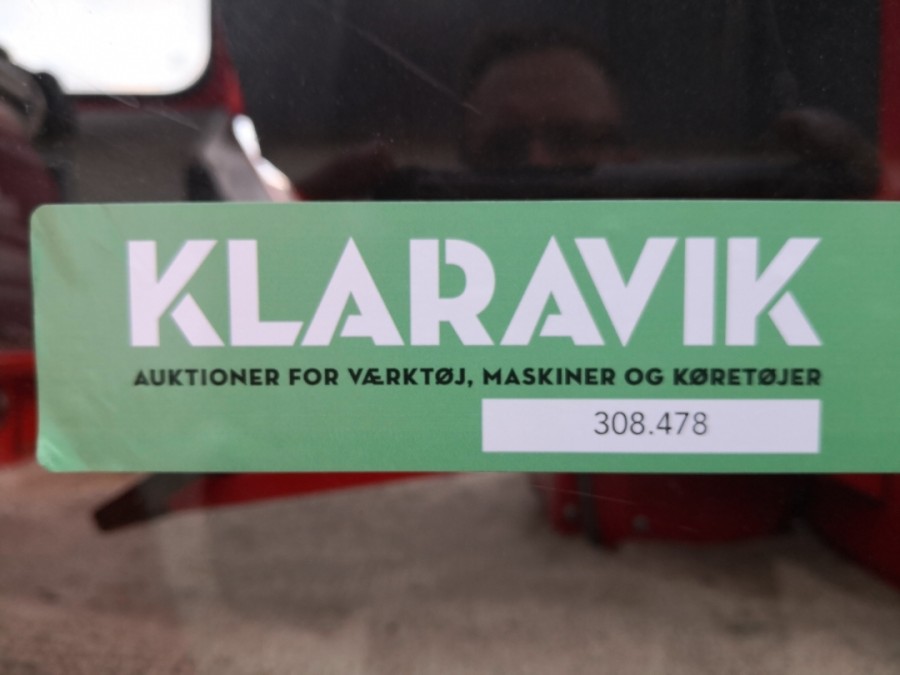 KLARAVIK
AUKTIONER FOR VÆRKTØJ, MASKINER OG KØRETØJER
308.478